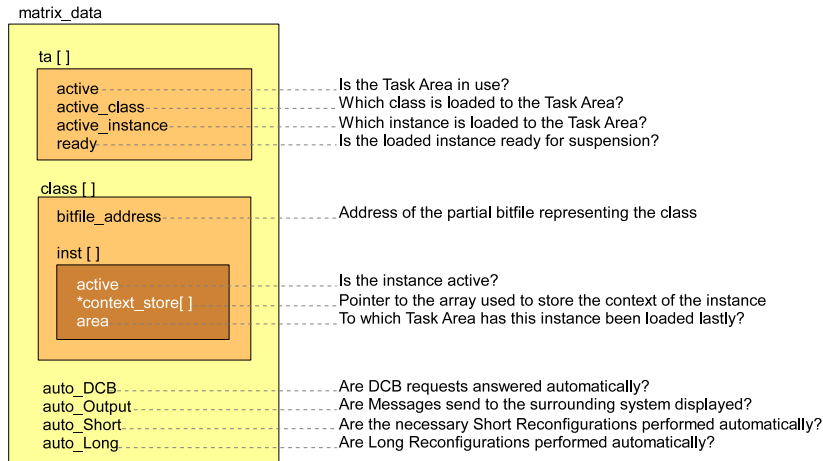 matrix_data
ta [ ]
active Is the Task Area in use?
active_class Which class is loaded to the Task Area?
active_instance Which instance is loaded to the Task Area?
ready Is the loaded instance ready for suspension?
class [ ]
bitfile_address Address of the partial bitfile representing the class
inst [ ]
active Is the instance active?
*context_store[ ] Pointer to the array used to store the context of the instance
area To which Task Area has this instance been loaded lastly?
auto_DCB Are DCB requests answered automatically?
auto_Output Are Messages send to the surrounding system displayed?
auto_Short Are the necessary Short Reconfigurations performed automatically?
auto_Long Are Long Reconfigurations performed automatically?